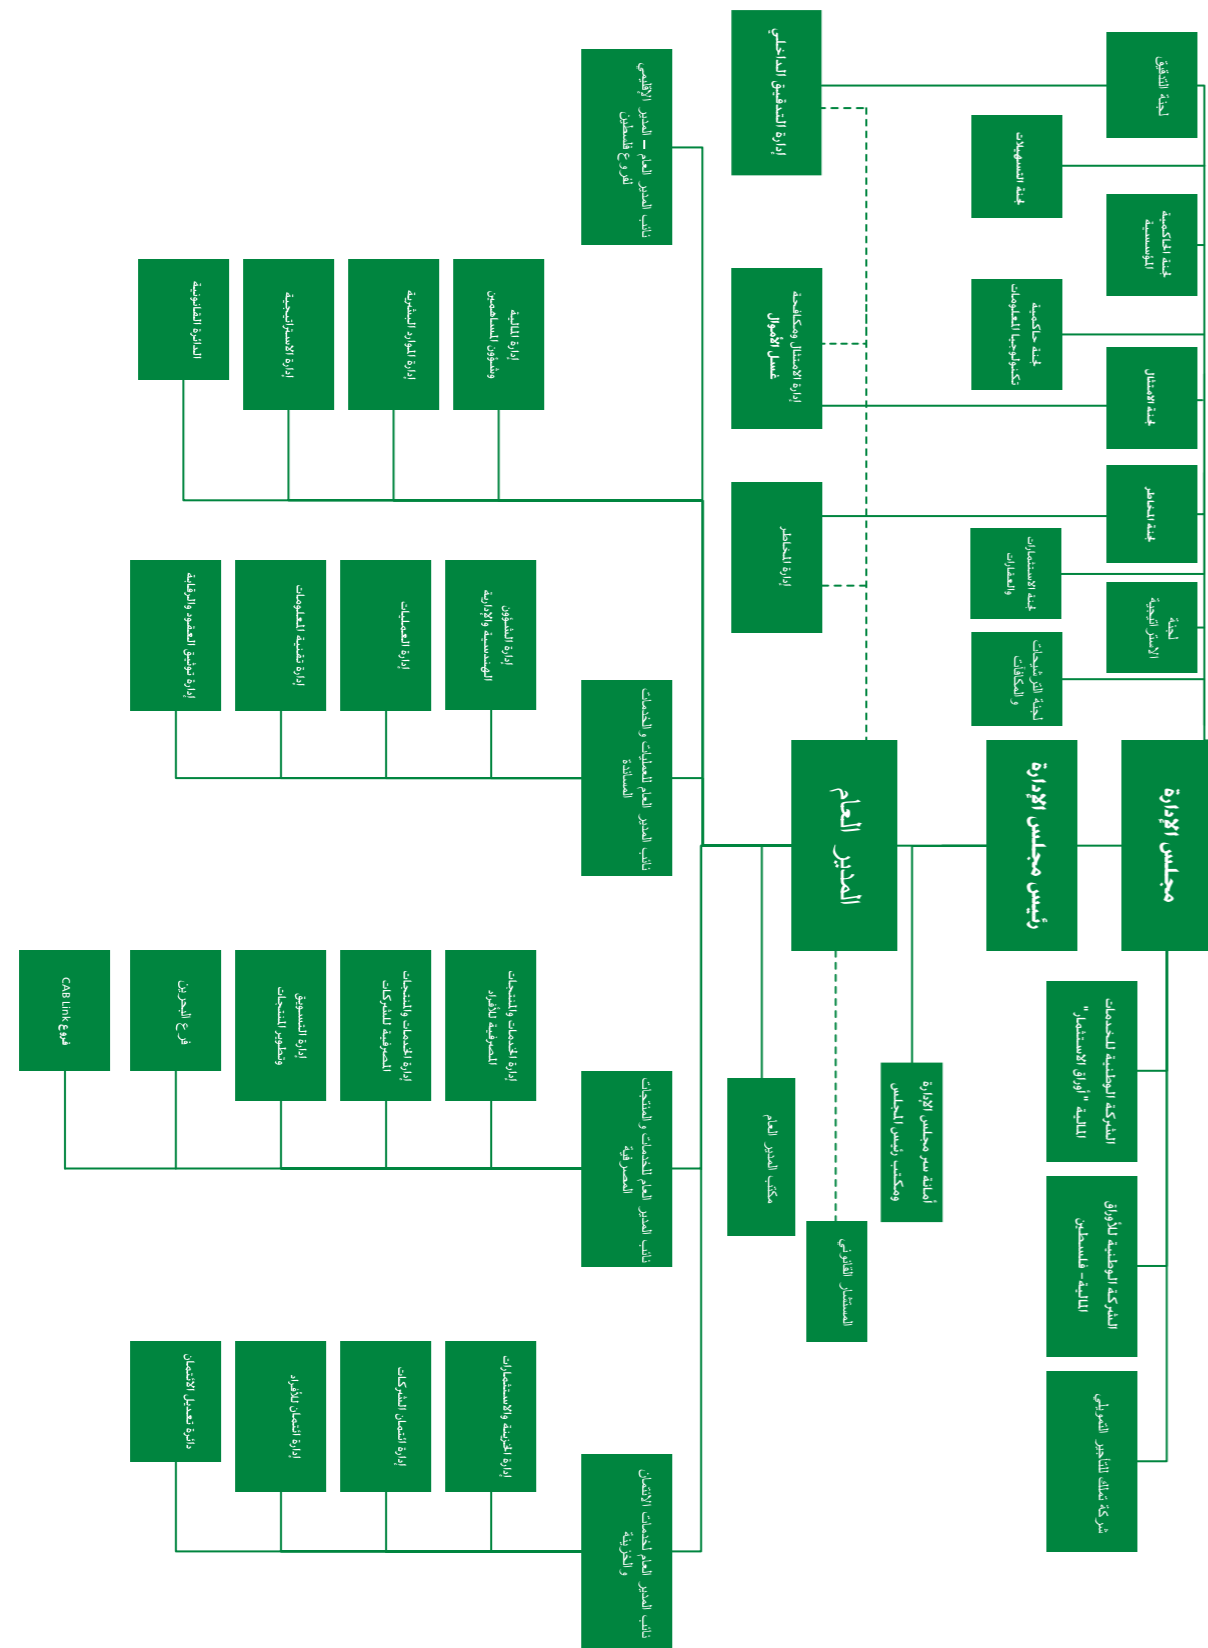 مجلس الإدارة
رئيس مجلس الإدارة
المدير العام
لجنة التدقيق
لجنة التسهيلات
لجنة الحاكمية
المؤسسية
لجنة حاكمية
تكنولوجيا المعلومات
لجنة الامتثال
لجنة المخاطر
لجنة الاستثمارات
والعقارات
لجنة
الاستراتيجية
لجنة الترشيحات
والمكافآت
الشركة الوطنية للخدمات
المالية "أوراق الاستثمار"
الشركة الوطنية للأوراق
المالية – فلسطين
شركة تملك للتأجير التمويلي
أمانة سر مجلس الإدارة
ومكتب رئيس المجلس
المستشار القانوني
مكتب المدير العام
إدارة التدقيق الداخلي
إدارة الامتثال ومكافحة
غسل الأموال
إدارة المخاطر
نائب المدير العام – المدير الإقليمي
لفروع فلسطين
إدارة المالية
وشؤون المساهمين
إدارة الموارد البشرية
إدارة الاستراتيجية
الدائرة القانونية
نائب المدير العام للعمليات والخدمات
المساندة
إدارة الشؤون
الهندسية والإدارية
إدارة العمليات
إدارة تقنية المعلومات
إدارة توثيق العقود والرقابة
نائب المدير العام للخدمات والمنتجات
المصرفية
إدارة الخدمات والمنتجات
المصرفية للأفراد
إدارة الخدمات والمنتجات
المصرفية للشركات
إدارة التسويق
وتطوير المنتجات
فرع البحرين
فروع CAB Link
نائب المدير العام لخدمات الائتمان
والخزينة
إدارة الخزينة والاستثمارات
إدارة ائتمان الشركات
إدارة ائتمان للأفراد
دائرة تعديل الائتمان